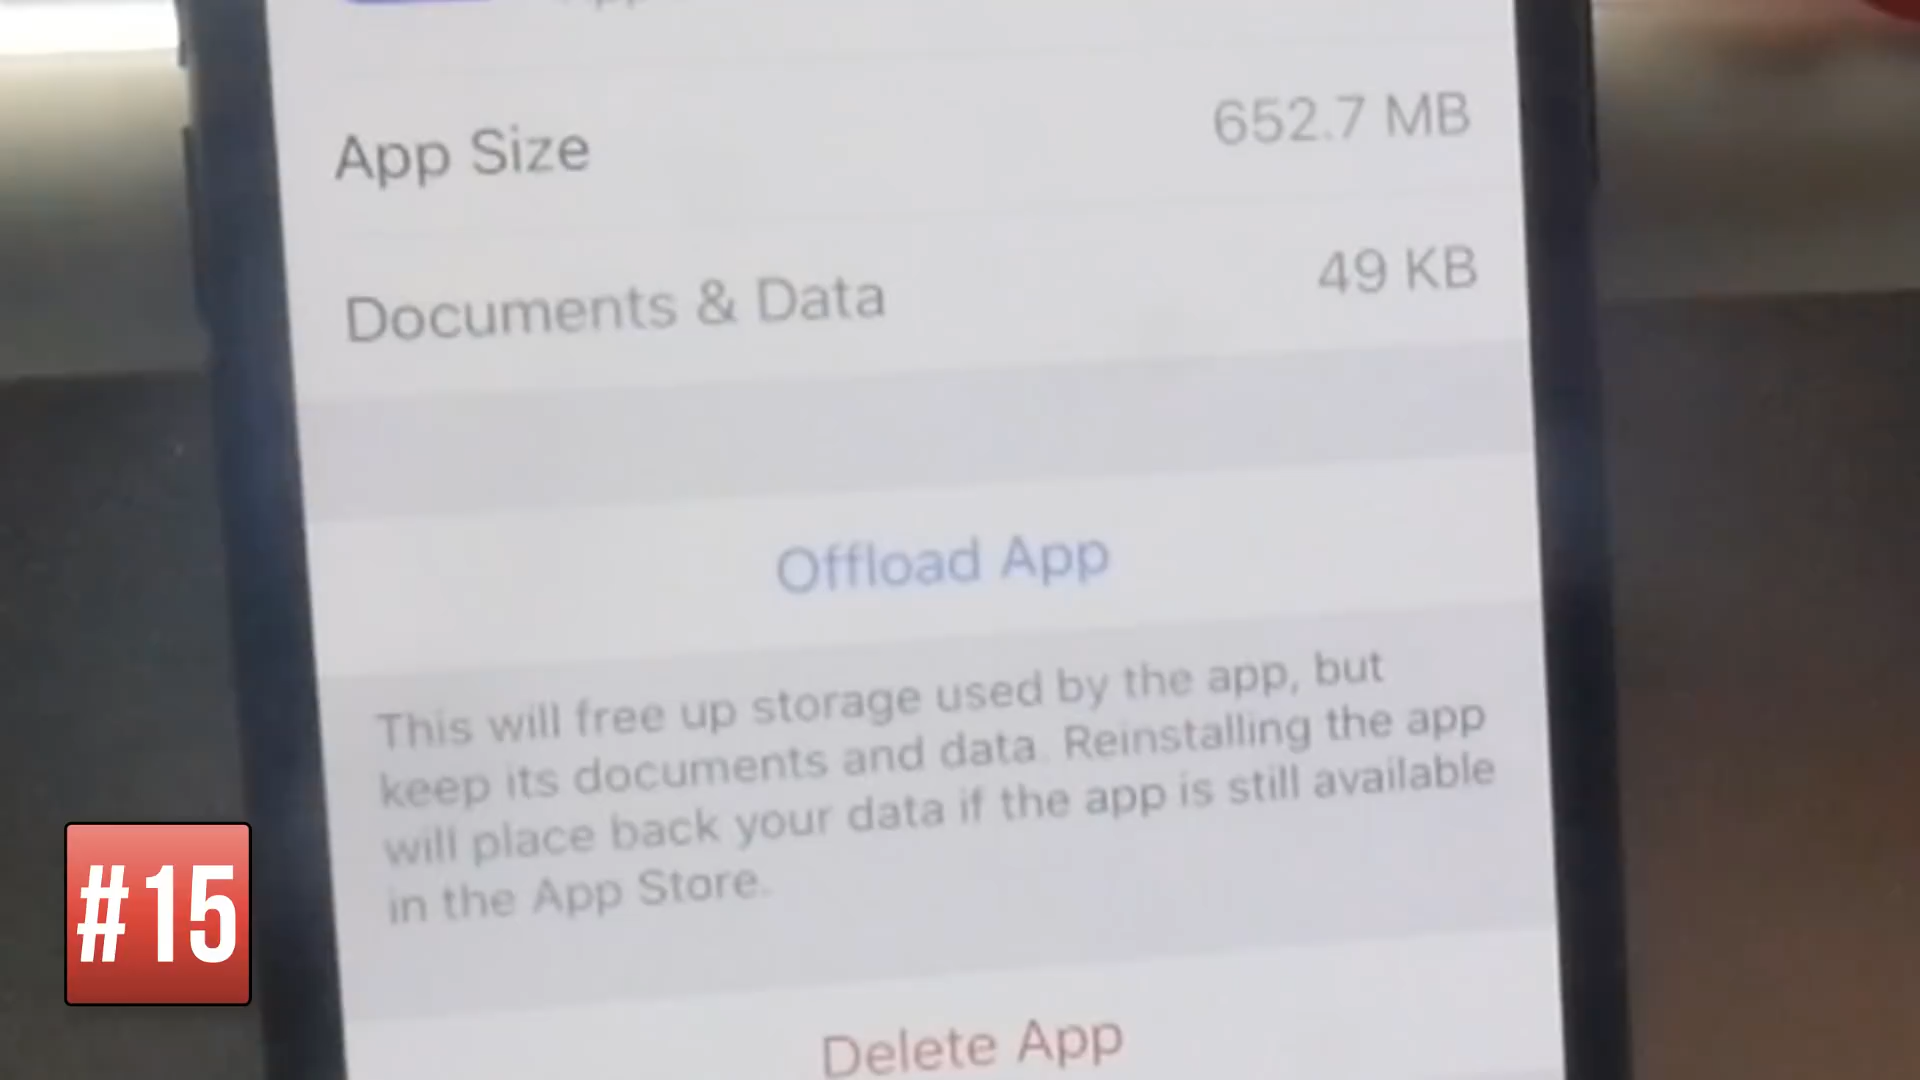 App Size 652.7 MB
Documents & Data 49 KB
Offload App
This will free up storage used by the app, but
keep its documents and data. Reinstalling the app
will place back your data if the app is still available
in the App Store.
Delete App
#15